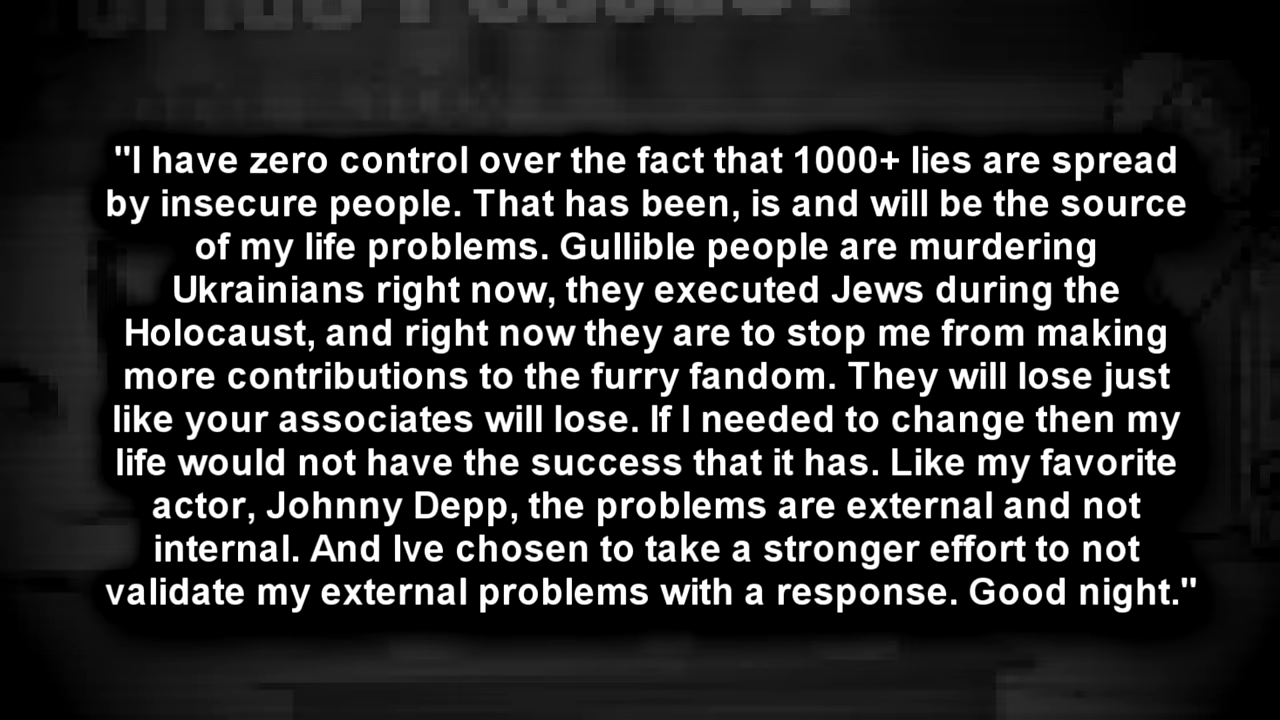 "I have zero control over the fact that 1000+ lies are spread
by insecure people. That has been, is and will be the source
of my life problems. Gullible people are murdering
Ukrainians right now, they executed Jews during the
Holocaust, and right now they are to stop me from making
more contributions to the furry fandom. They will lose just
like your associates will lose. If I needed to change then my
life would not have the success that it has. Like my favorite
actor, Johnny Depp, the problems are external and not
internal. And Ive chosen to take a stronger effort to not
validate my external problems with a response. Good night."